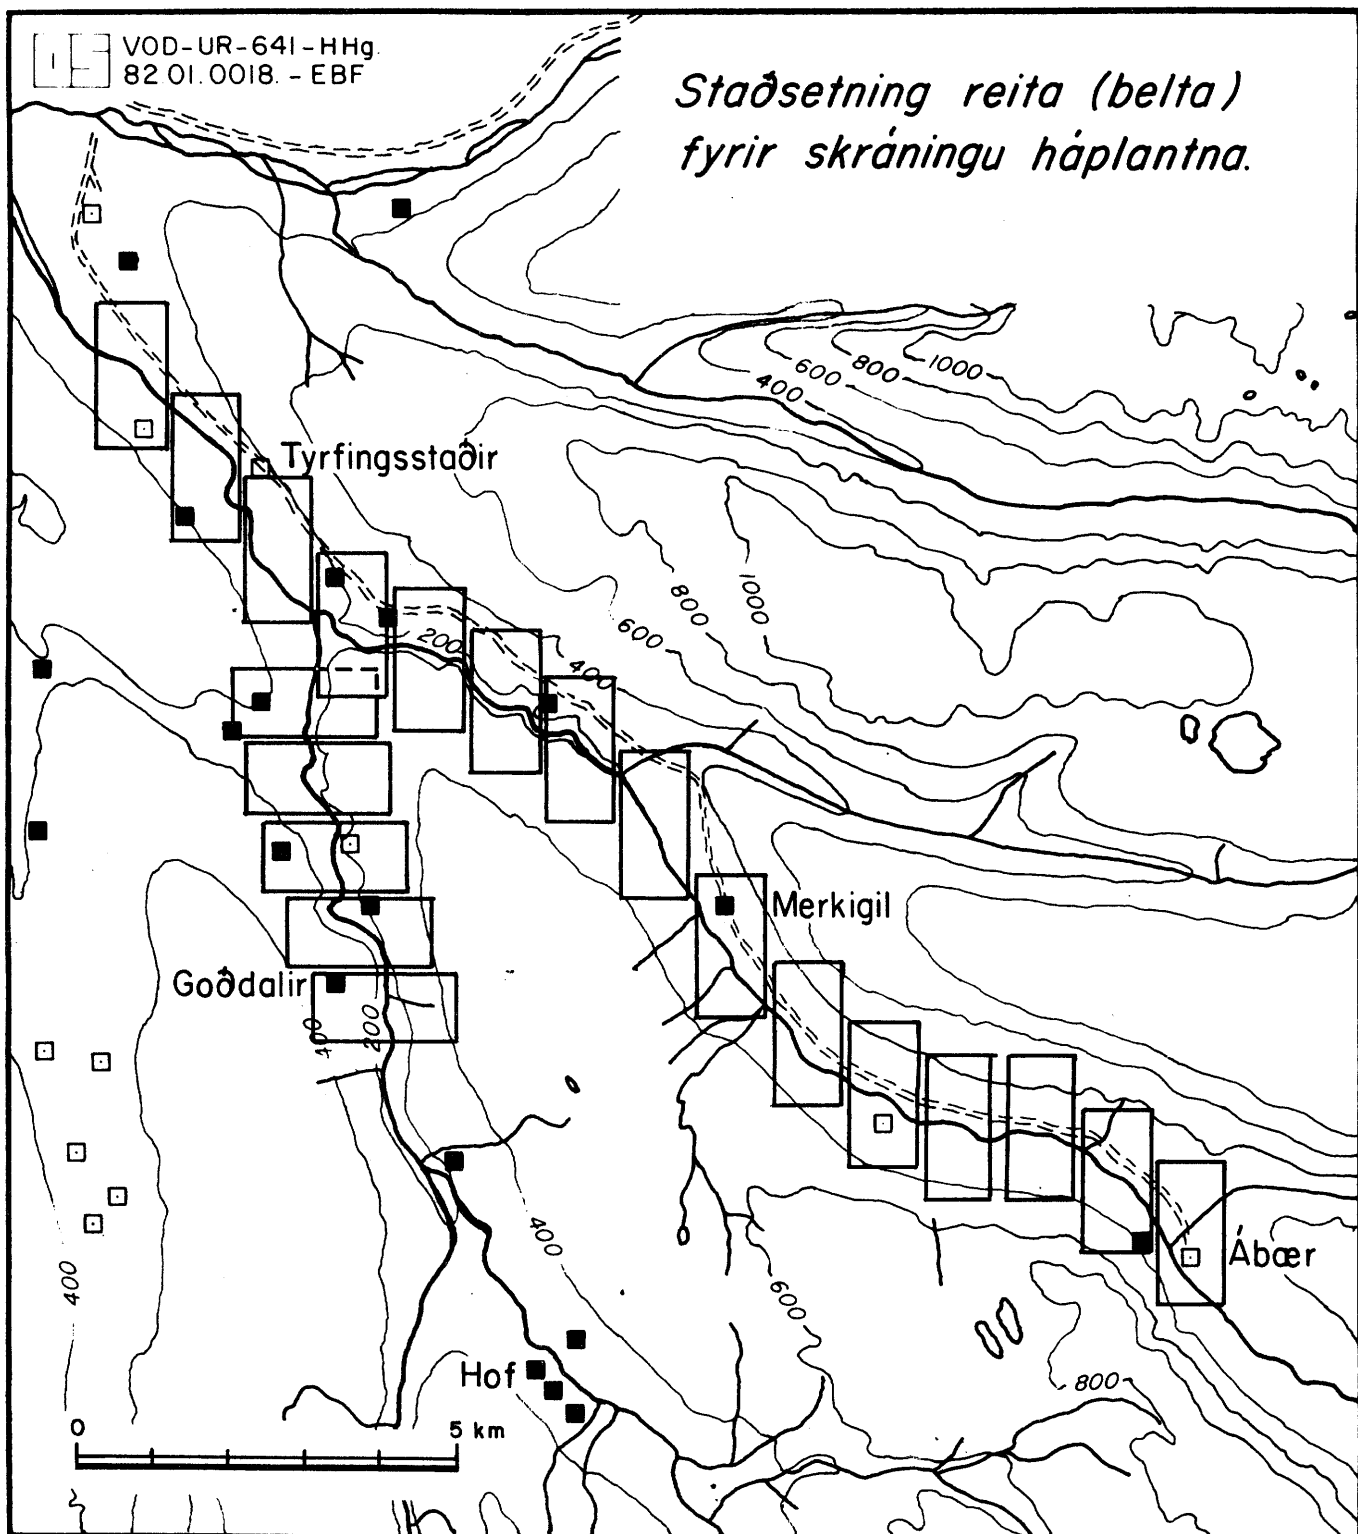 VOD-UR-641-HHg.
82.01.0018.-EBF
Staðsetning reita (belta)
fyrir skráningu háplantna.
1000
800
600
400
Tyrfingsstaðir
1000
800
600
200
400
Merkigil
Goðdalir
400
200
400
Ábær
400
600
Hof
800
0
5 km